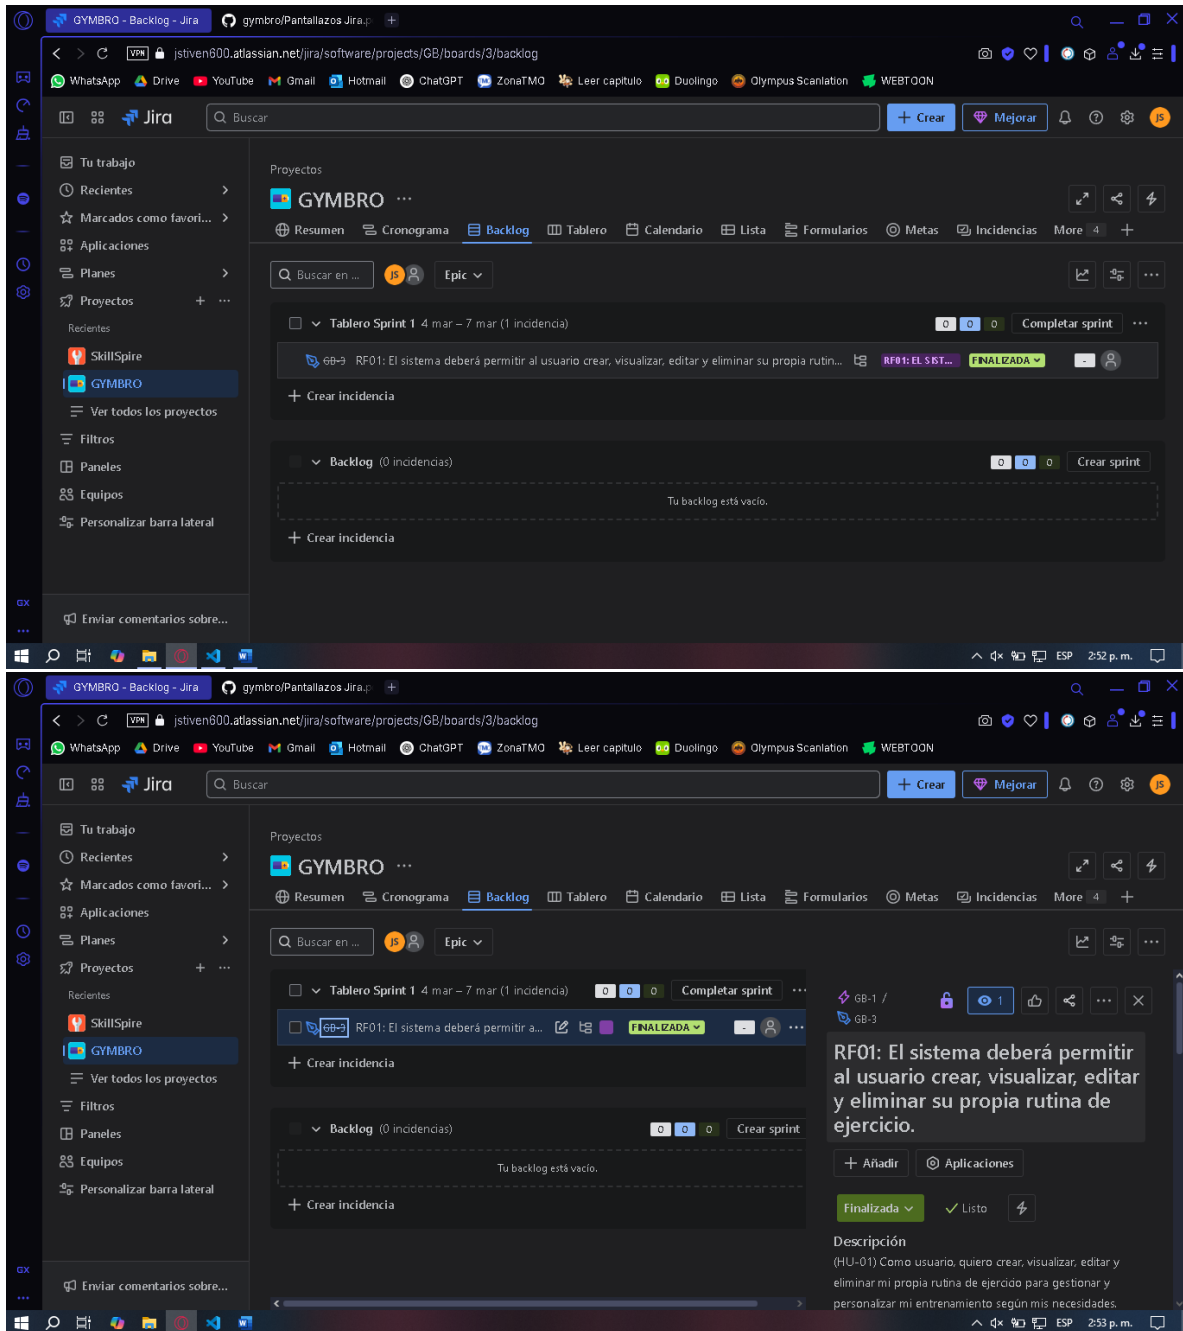 GYMBRO - Backlog - Jira gymbro/Pantallazos Jira.p
VPN jstiven600.atlassian.net/jira/software/projects/GB/boards/3/backlog
WhatsApp Drive YouTube Gmail Hotmail ChatGPT ZonaTMO Leer capitulo Duolingo Olympus Scanlation WEBTOON
Jira Buscar + Crear Mejorar JS
Tu trabajo
Recientes
Marcados como favori...
Aplicaciones
Planes
Proyectos + ...
Recientes
SkillSpire
GYMBRO
Ver todos los proyectos
Filtros
Paneles
Equipos
Personalizar barra lateral
Enviar comentarios sobre...
GX
Proyectos
GYMBRO ...
Resumen Cronograma Backlog Tablero Calendario Lista Formularios Metas Incidencias More 4 +
Buscar en ... JS Epic
Tablero Sprint 1 4 mar – 7 mar (1 incidencia) 0 0 0 Completar sprint ...
GB-3 RF01: El sistema deberá permitir al usuario crear, visualizar, editar y eliminar su propia rutin... RF01: EL SIST... FINALIZADA -
+ Crear incidencia
Backlog (0 incidencias) 0 0 0 Crear sprint
Tu backlog está vacío.
+ Crear incidencia
ESP 2:52 p. m.
GYMBRO - Backlog - Jira gymbro/Pantallazos Jira.p
VPN jstiven600.atlassian.net/jira/software/projects/GB/boards/3/backlog
WhatsApp Drive YouTube Gmail Hotmail ChatGPT ZonaTMO Leer capitulo Duolingo Olympus Scanlation WEBTOON
Jira Buscar + Crear Mejorar JS
Tu trabajo
Recientes
Marcados como favori...
Aplicaciones
Planes
Proyectos + ...
Recientes
SkillSpire
GYMBRO
Ver todos los proyectos
Filtros
Paneles
Equipos
Personalizar barra lateral
Enviar comentarios sobre...
GX
Proyectos
GYMBRO ...
Resumen Cronograma Backlog Tablero Calendario Lista Formularios Metas Incidencias More 4 +
Buscar en ... JS Epic
Tablero Sprint 1 4 mar – 7 mar (1 incidencia) 0 0 0 Completar sprint ...
GB-3 RF01: El sistema deberá permitir a... FINALIZADA - ...
+ Crear incidencia
Backlog (0 incidencias) 0 0 0 Crear sprint
Tu backlog está vacío.
+ Crear incidencia
GB-1 / 1
GB-3
RF01: El sistema deberá permitir
al usuario crear, visualizar, editar
y eliminar su propia rutina de
ejercicio.
+ Añadir Aplicaciones
Finalizada Listo
Descripción
(HU-01) Como usuario, quiero crear, visualizar, editar y
eliminar mi propia rutina de ejercicio para gestionar y
personalizar mi entrenamiento según mis necesidades.
ESP 2:53 p. m.